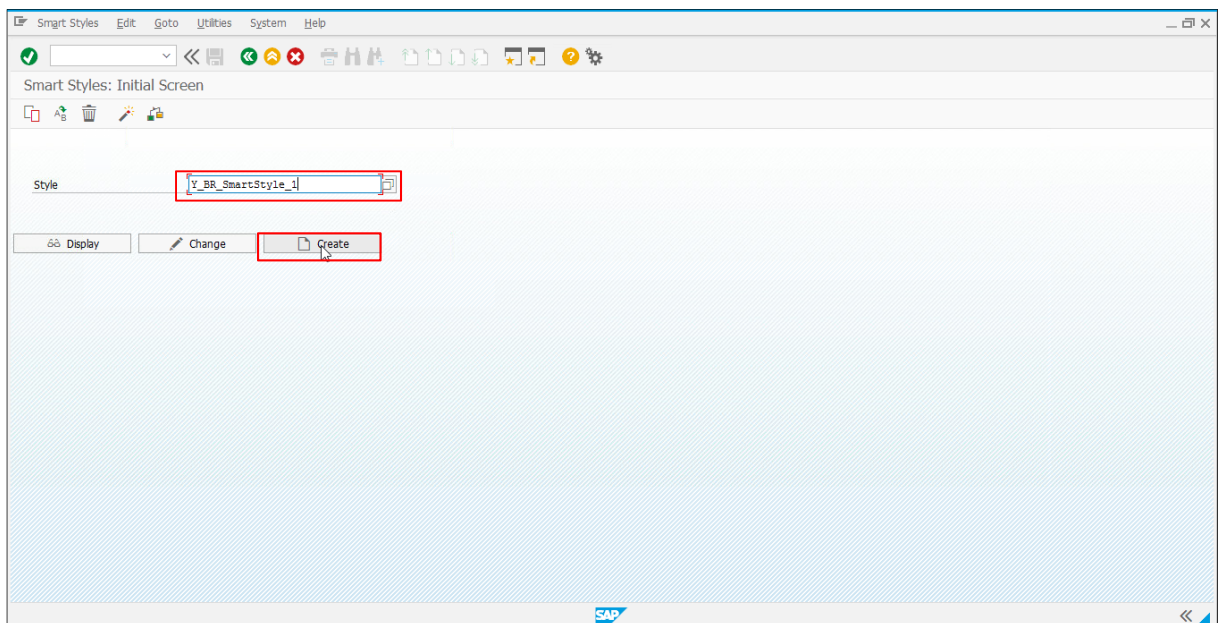 Smart Styles Edit Goto Utilities System Help
Smart Styles: Initial Screen
Style Y_BR_SmartStyle_1
Display Change Create
SAP